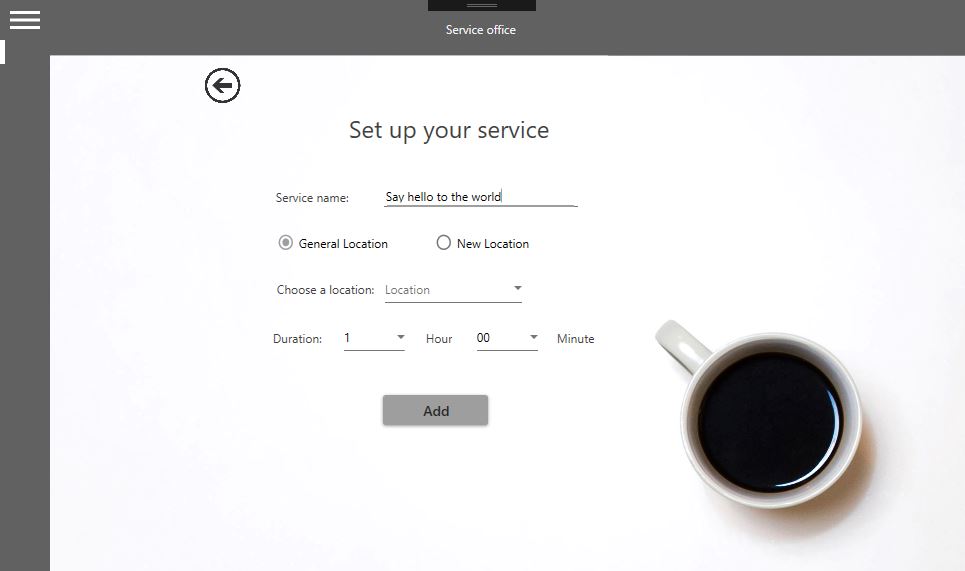 Service office
Set up your service
Service name: Say hello to the world
General Location New Location
Choose a location: Location
Duration: 1 Hour 00 Minute
Add